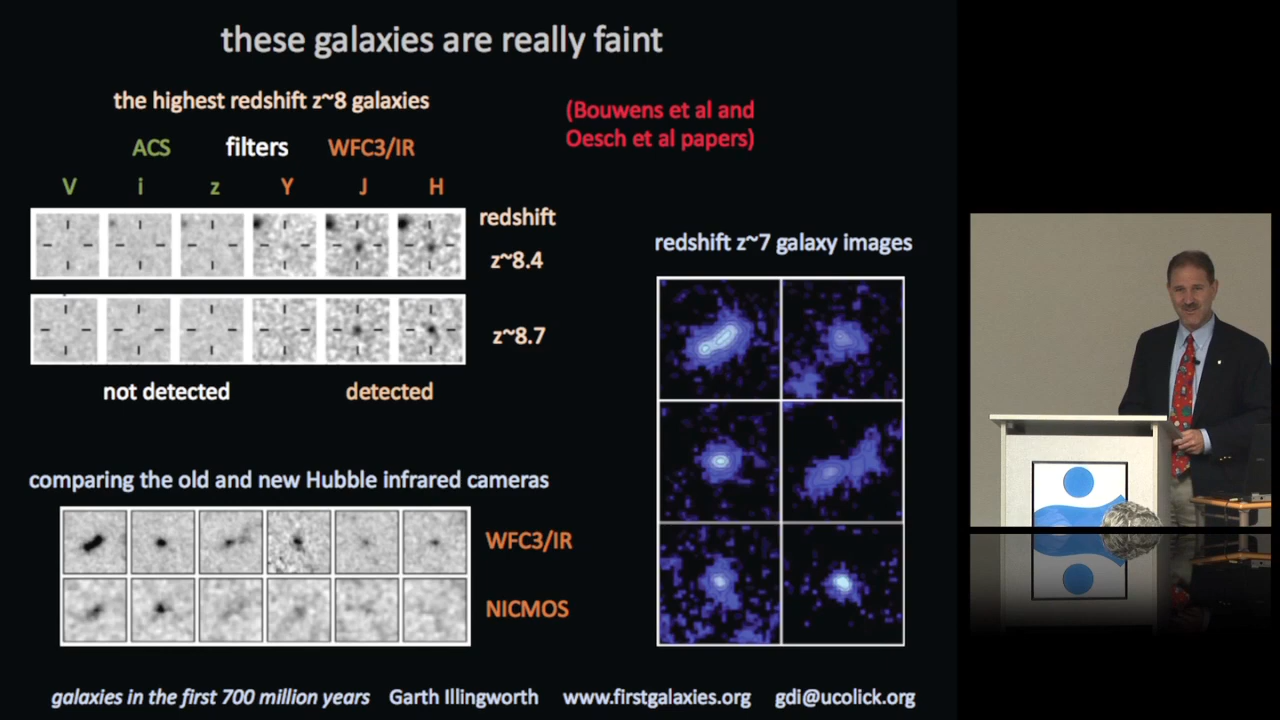 these galaxies are really faint
the highest redshift z~8 galaxies
(Bouwens et al and
Oesch et al papers)
ACS filters WFC3/IR
V i z Y J H
redshift
z~8.4
z~8.7
not detected detected
redshift z~7 galaxy images
comparing the old and new Hubble infrared cameras
WFC3/IR
NICMOS
galaxies in the first 700 million years Garth Illingworth www.firstgalaxies.org gdi@ucolick.org